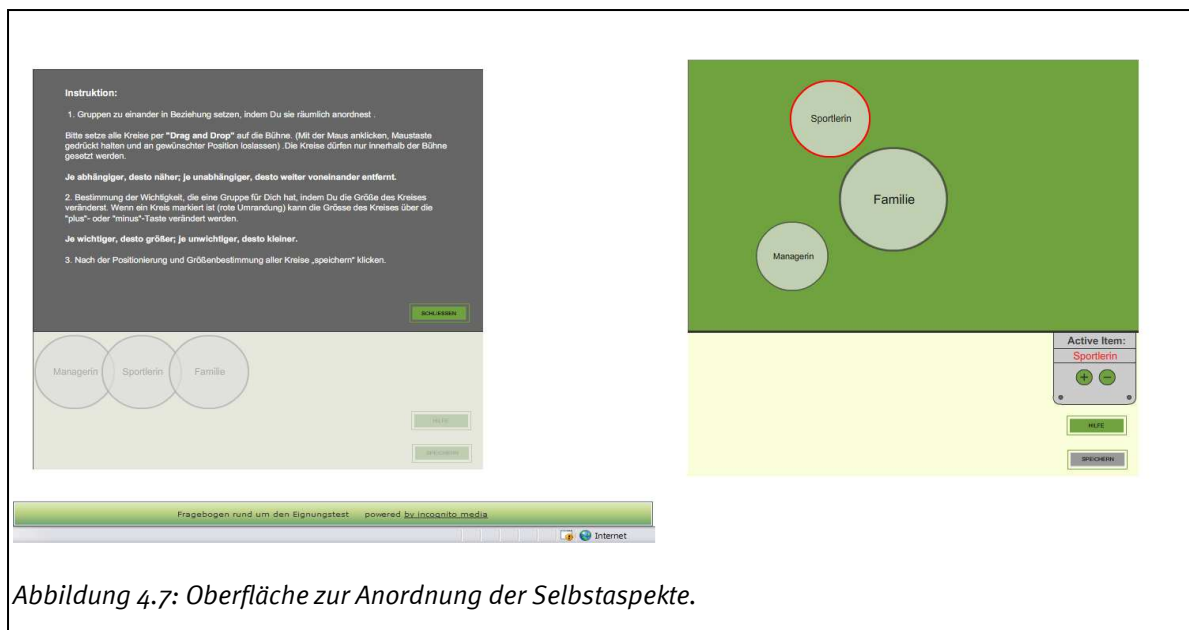 Instruktion:
1. Gruppen zu einander in Beziehung setzen, indem Du sie räumlich anordnest .
Bitte setze alle Kreise per "Drag and Drop" auf die Bühne. (Mit der Maus anklicken, Maustaste
gedrückt halten und an gewünschter Position loslassen) .Die Kreise dürfen nur innerhalb der Bühne
gesetzt werden.
Je abhängiger, desto näher; je unabhängiger, desto weiter voneinander entfernt.
2. Bestimmung der Wichtigkeit, die eine Gruppe für Dich hat, indem Du die Größe des Kreises
veränderst. Wenn ein Kreis markiert ist (rote Umrandung) kann die Grösse des Kreises über die
"plus"- oder "minus"-Taste verändert werden.
Je wichtiger, desto größer; je unwichtiger, desto kleiner.
3. Nach der Positionierung und Größenbestimmung aller Kreise „speichern" klicken.
SCHLIESSEN
Managerin
Sportlerin
Familie
HILFE
SPEICHERN
Sportlerin
Familie
Managerin
Active Item:
Sportlerin
HILFE
SPEICHERN
Fragebogen rund um den Eignungstest powered by incognito media
Internet
Abbildung 4.7: Oberfläche zur Anordnung der Selbstaspekte.